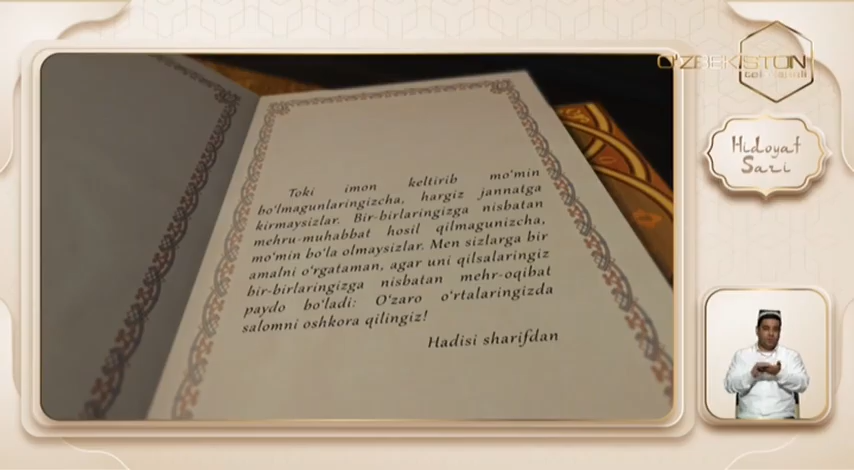 O'ZBEKISTON
Hidoyat
Sari
Toki imon keltirib mo'min
bo'lmagunlaringizcha, hargiz jannatga
kirmaysizlar. Bir-birlaringizga nisbatan
mehru-muhabbat hosil qilmagunizcha,
mo'min bo'la olmaysizlar. Men sizlarga bir
amalni o'rgataman, agar uni qilsalaringiz
bir-birlaringizga nisbatan mehr-oqibat
paydo bo'ladi: O'zaro o'rtalaringizda
salomni oshkora qilingiz!
Hadisi sharifdan